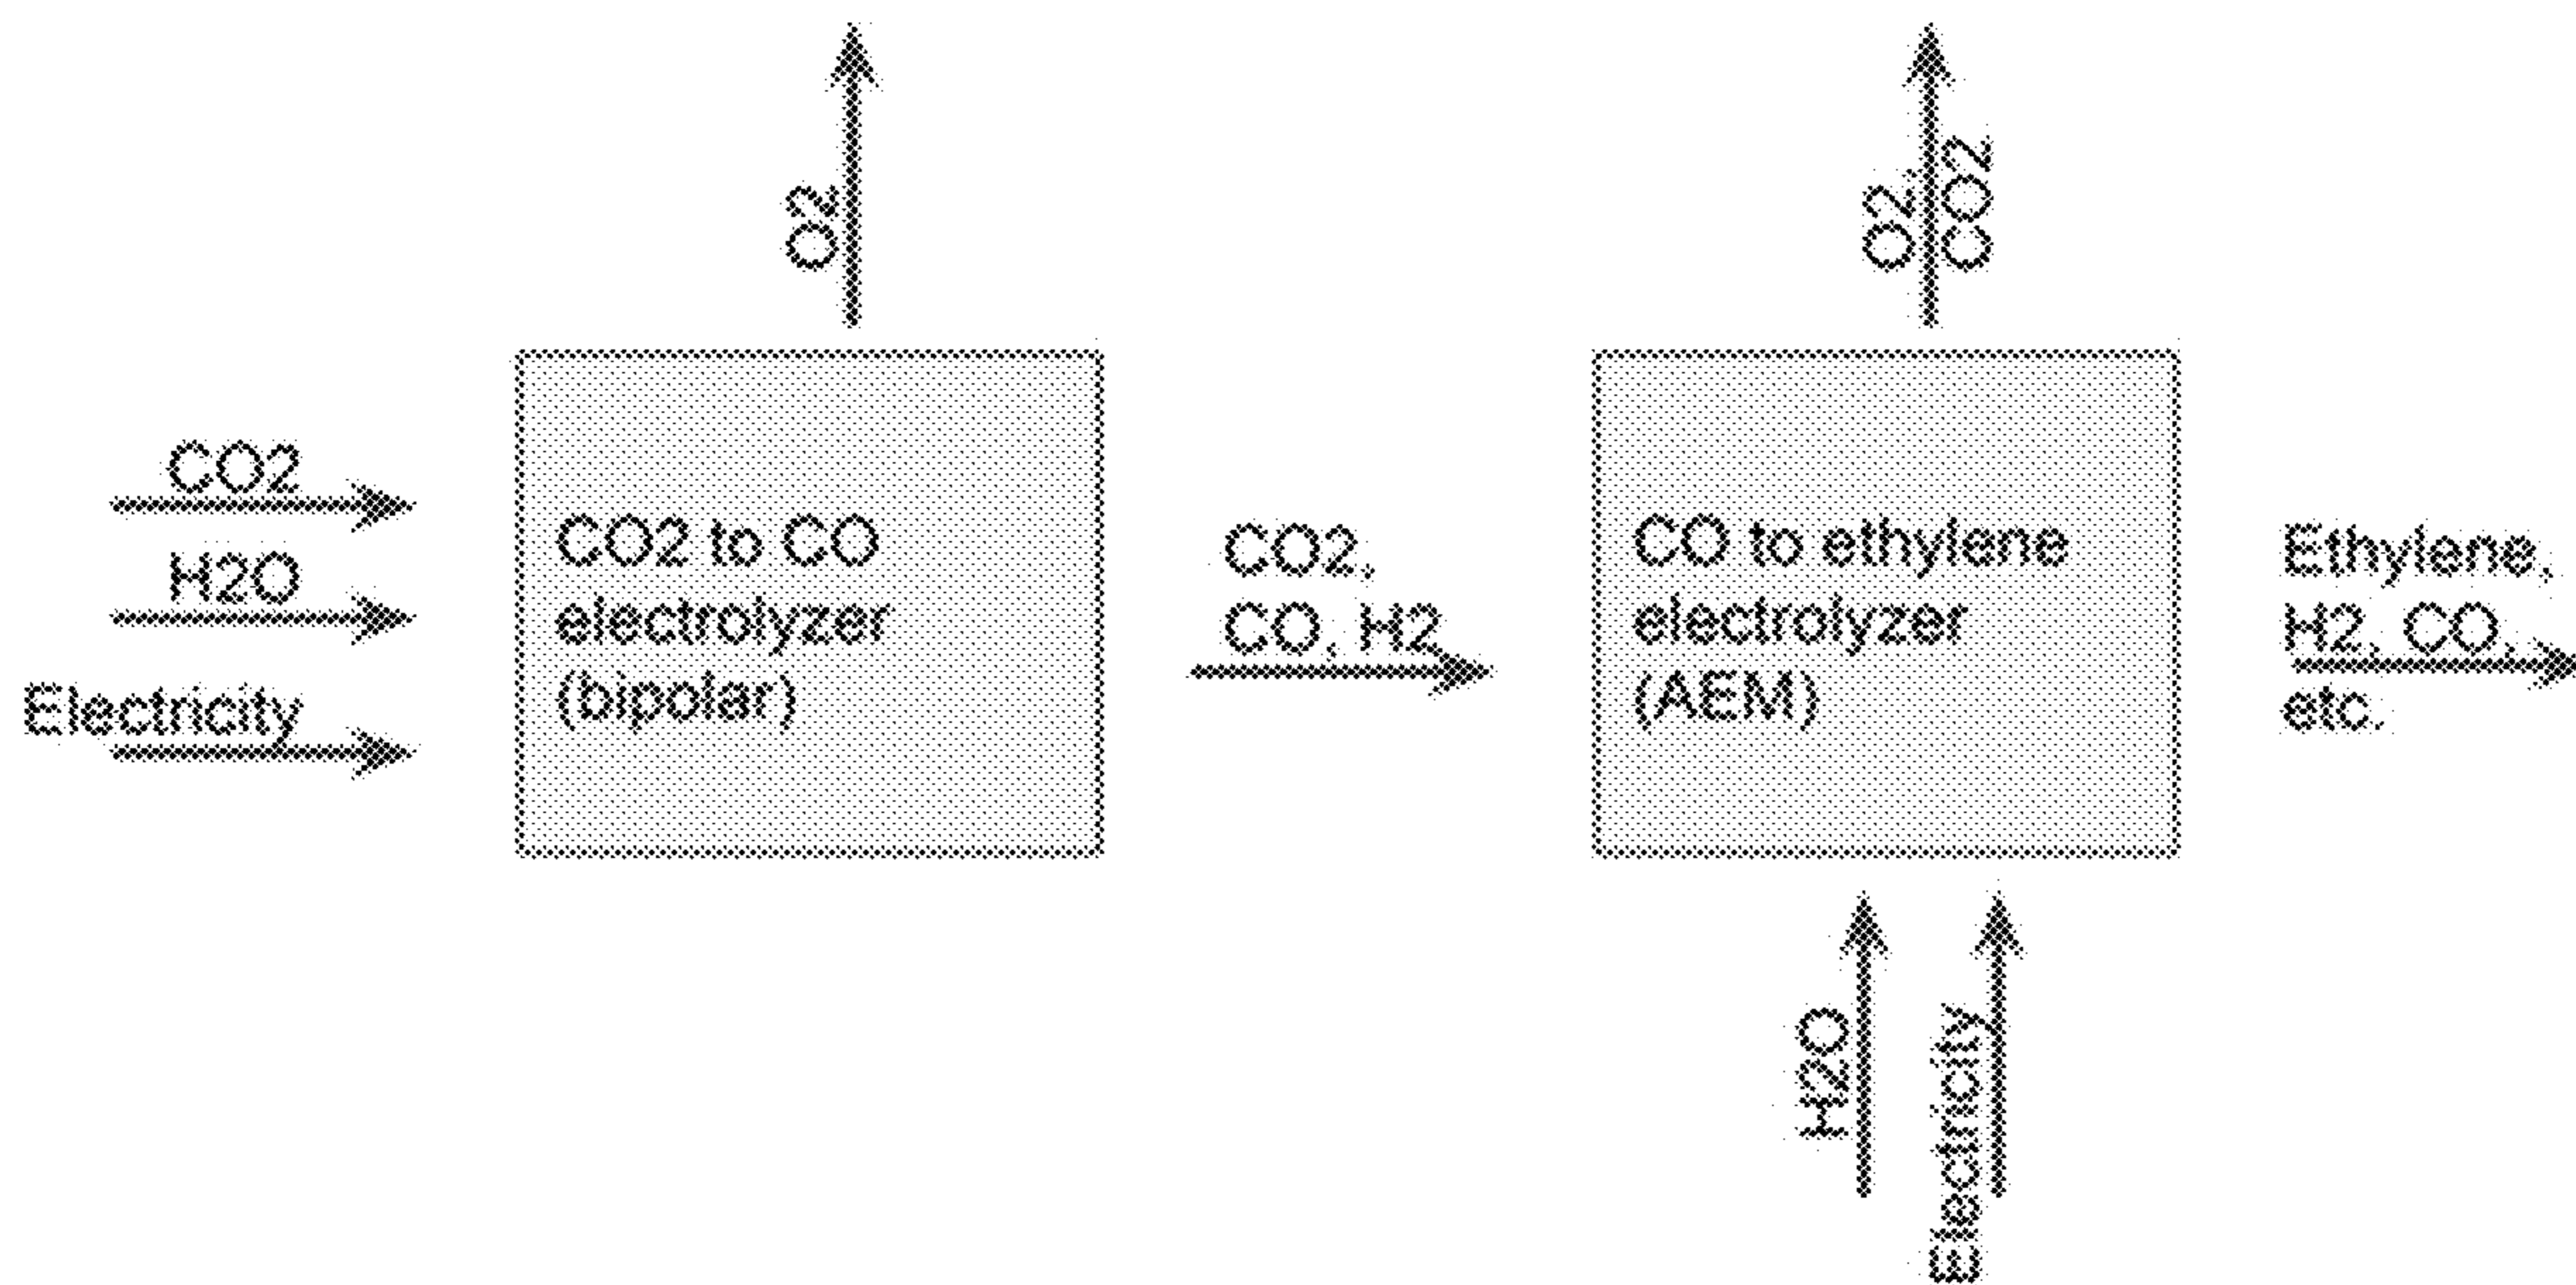 O2
O2,
CO2
CO2
H2O
Electricity
CO2 to CO
electrolyzer
(bipolar)
CO2,
CO, H2
CO to ethylene
electrolyzer
(AEM)
Ethylene,
H2, CO,
etc.
H2O
Electricity